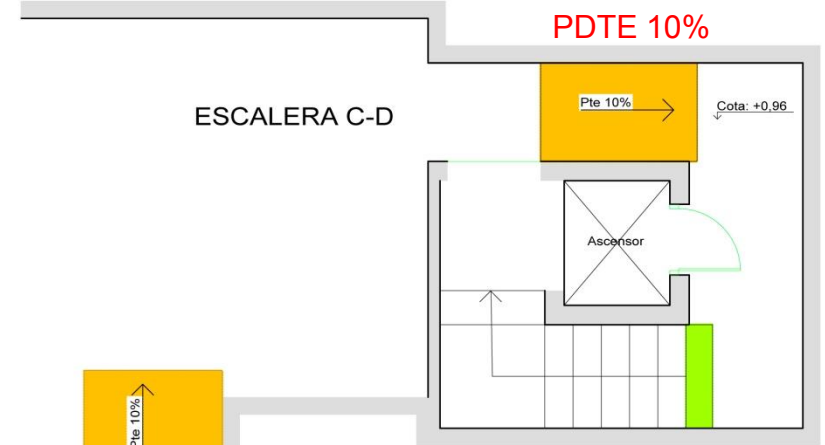 PDTE 10%
Pte 10%
Cota: +0,96
ESCALERA C-D
Ascensor
Pte 10%